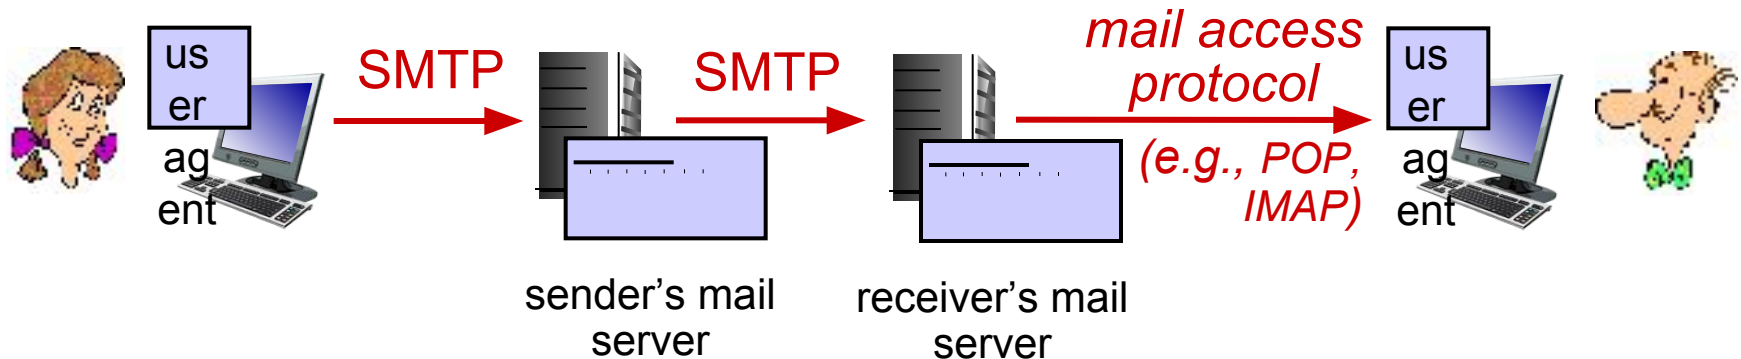 us
er
ag
ent
SMTP
sender’s mail
server
SMTP
receiver’s mail
server
mail access
protocol
(e.g., POP,
IMAP)
us
er
ag
ent